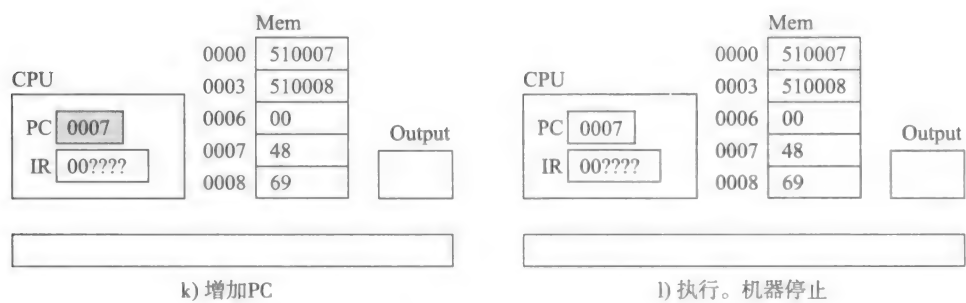 Mem
0000 510007
CPU
0003 510008
PC 0007
0006 00
Output
IR 00????
0007 48
0008 69
k) 增加PC
Mem
0000 510007
CPU
0003 510008
PC 0007
0006 00
Output
IR 00????
0007 48
0008 69
l) 执行。机器停止